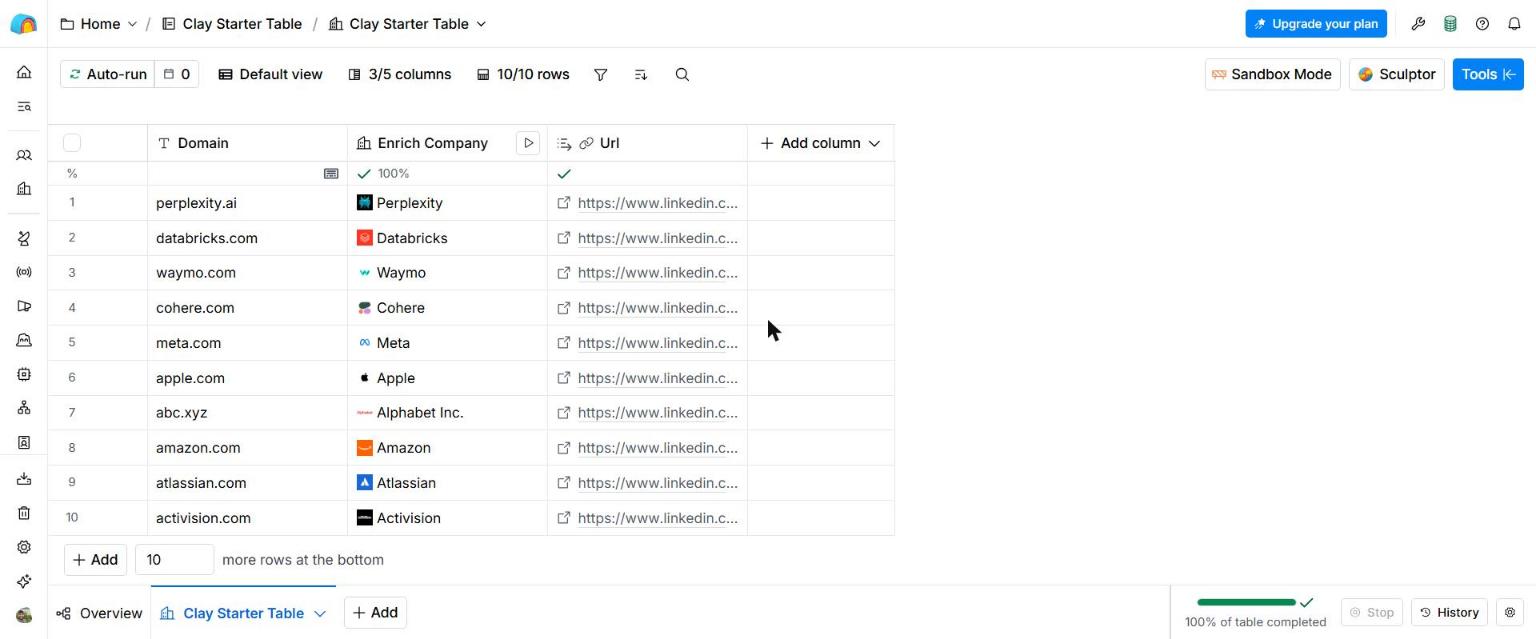 Home / Clay Starter Table / Clay Starter Table
Upgrade your plan
Auto-run 0 Default view 3/5 columns 10/10 rows
Sandbox Mode Sculptor Tools
Domain Enrich Company Url + Add column
% 100%
1 perplexity.ai Perplexity https://www.linkedin.c...
2 databricks.com Databricks https://www.linkedin.c...
3 waymo.com Waymo https://www.linkedin.c...
4 cohere.com Cohere https://www.linkedin.c...
5 meta.com Meta https://www.linkedin.c...
6 apple.com Apple https://www.linkedin.c...
7 abc.xyz Alphabet Inc. https://www.linkedin.c...
8 amazon.com Amazon https://www.linkedin.c...
9 atlassian.com Atlassian https://www.linkedin.c...
10 activision.com Activision https://www.linkedin.c...
+ Add 10 more rows at the bottom
Overview Clay Starter Table + Add
100% of table completed
Stop History